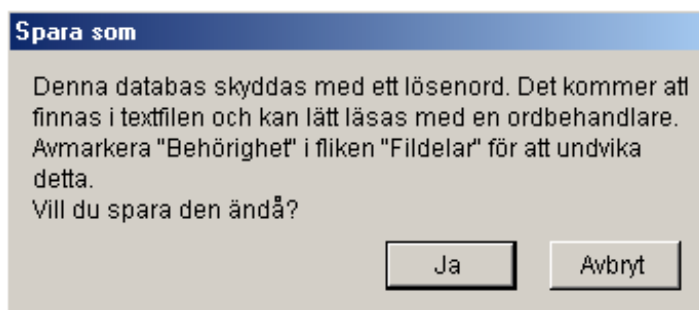 Spara som
Denna databas skyddas med ett lösenord. Det kommer att
finnas i textfilen och kan lätt läsas med en ordbehandlare.
Avmarkera "Behörighet" i fliken "Fildelar" för att undvika
detta.
Vill du spara den ändå?
Ja Avbryt